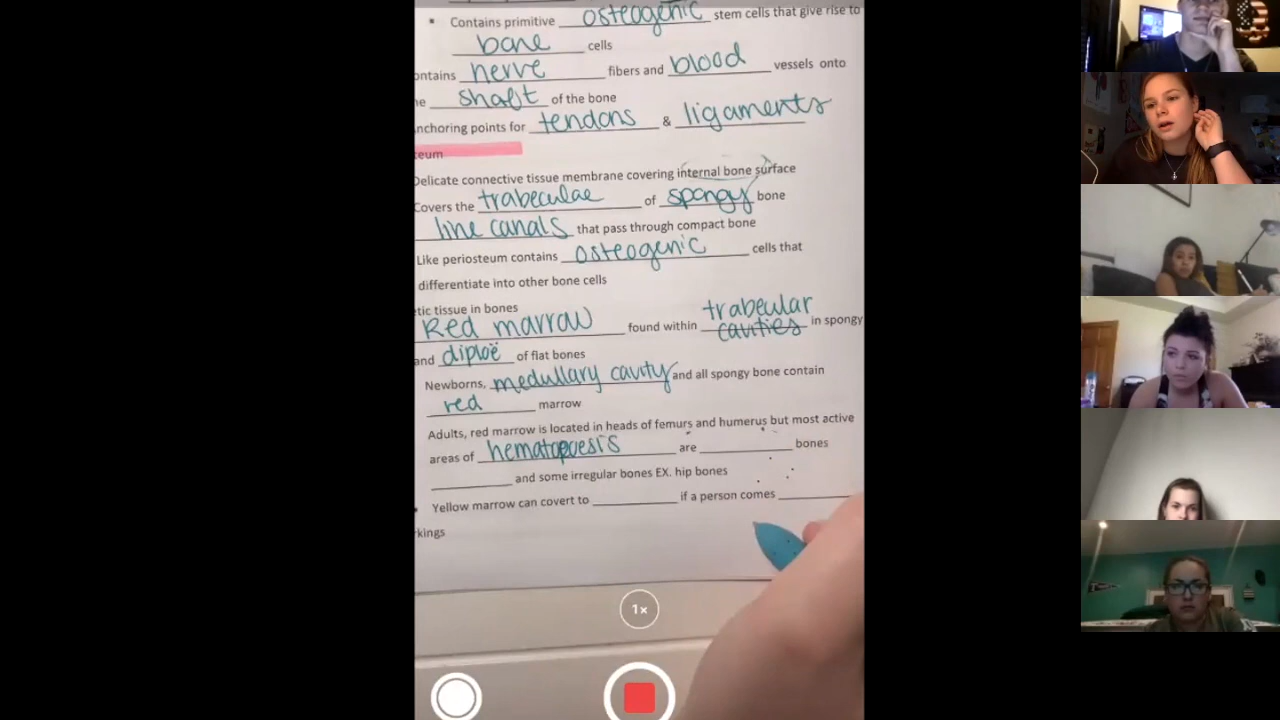 Contains primitive osteogenic stem cells that give rise to
bone cells
ontains nerve fibers and blood vessels onto
he shaft of the bone
nchoring points for tendons & ligaments
teum
Delicate connective tissue membrane covering internal bone surface
Covers the trabeculae of spongy bone
line canals that pass through compact bone
Like periosteum contains osteogenic cells that
differentiate into other bone cells
etic tissue in bones
Red marrow found within trabecular cavities in spongy
and diploë of flat bones
Newborns, medullary cavity and all spongy bone contain
red marrow
Adults, red marrow is located in heads of femurs and humerus but most active
areas of hematopoesis are ________ bones
________ and some irregular bones EX. hip bones
Yellow marrow can covert to ________ if a person comes ________
rkings
1x